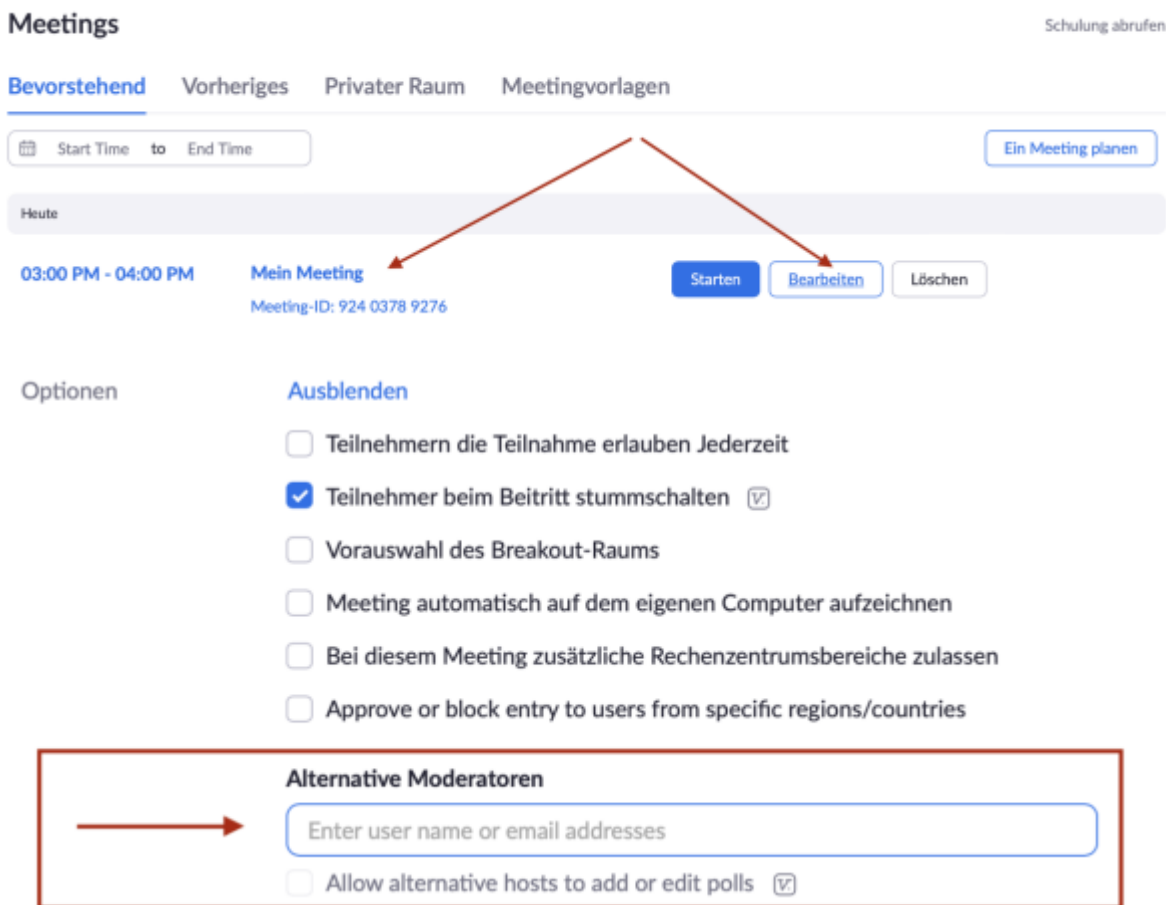 Meetings
Schulung abrufen
Bevorstehend Vorheriges Privater Raum Meetingvorlagen
Start Time to End Time
Ein Meeting planen
Heute
03:00 PM - 04:00 PM Mein Meeting Starten Bearbeiten Löschen
Meeting-ID: 924 0378 9276
Optionen Ausblenden
Teilnehmern die Teilnahme erlauben Jederzeit
Teilnehmer beim Beitritt stummschalten
Vorauswahl des Breakout-Raums
Meeting automatisch auf dem eigenen Computer aufzeichnen
Bei diesem Meeting zusätzliche Rechenzentrumsbereiche zulassen
Approve or block entry to users from specific regions/countries
Alternative Moderatoren
Enter user name or email addresses
Allow alternative hosts to add or edit polls